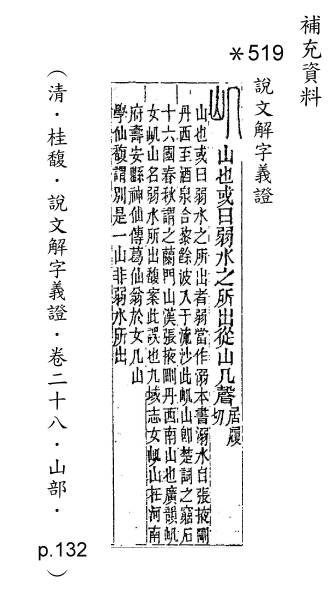 補充資料
*519
說文解字義證
屼山也或曰弱水之所出從山几聲居履切
山也或曰弱水之所出者弱當作溺本書溺水自張掖刪
丹西至酒泉合黎餘波入于流沙此屼山卽楚詞之窮石
十六國春秋謂之蘭門山漢張掖刪丹西南山也廣韻屼
女屼山名弱水所出馥案此誤也九域志女屼山在河南
府壽安縣神仙傳葛仙翁於女几山
學仙馥謂別是一山非弱水所出
(清．桂馥．說文解字義證．卷二十八．山部．p.132)